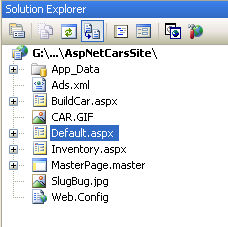 Solution Explorer
G:\...\AspNetCarsSite\
App_Data
Ads.xml
BuildCar.aspx
CAR.GIF
Default.aspx
Inventory.aspx
MasterPage.master
SlugBug.jpg
Web.Config